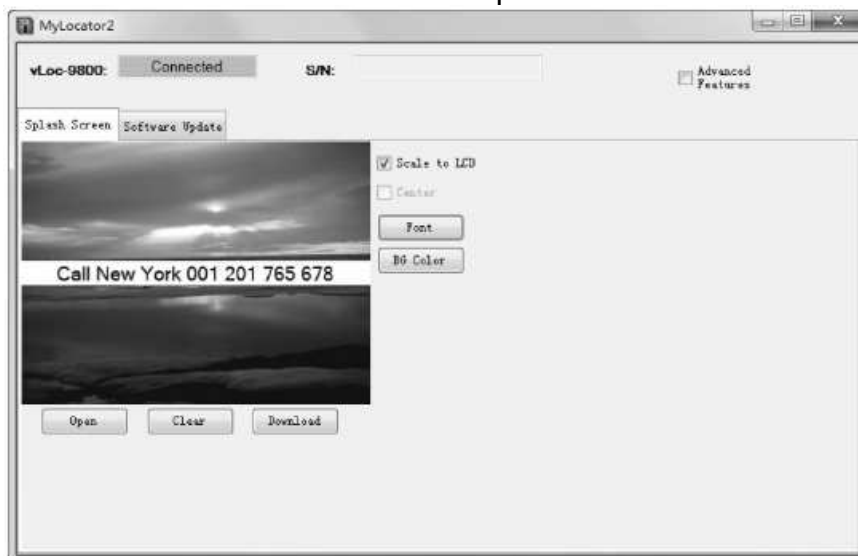 MyLocator2
vLoc-9800: Connected S/N:
Advanced
Features
Splash Screen Software Update
Scale to LCD
Center
Font
BG Color
Call New York 001 201 765 678
Open Clear Download